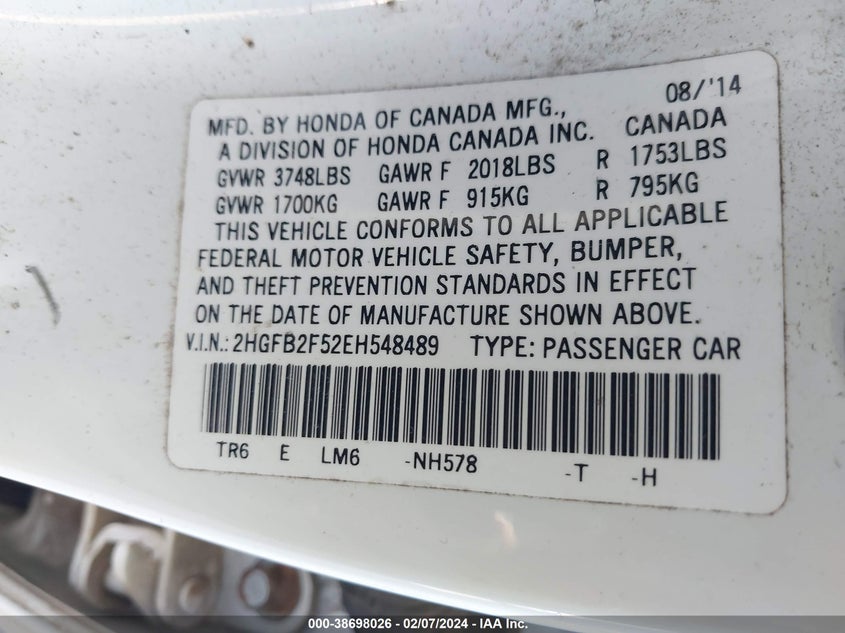 08/'14
MFD. BY HONDA OF CANADA MFG., CANADA
A DIVISION OF HONDA CANADA INC.
GVWR 3748LBS GAWR F 2018LBS R 1753LBS
GVWR 1700KG GAWR F 915KG R 795KG
THIS VEHICLE CONFORMS TO ALL APPLICABLE
FEDERAL MOTOR VEHICLE SAFETY, BUMPER,
AND THEFT PREVENTION STANDARDS IN EFFECT
ON THE DATE OF MANUFACTURE SHOWN ABOVE.
V.I.N.: 2HGFB2F52EH548489 TYPE: PASSENGER CAR
TR6 E LM6 -NH578 -T -H
000-38698026 - 02/07/2024 - IAA Inc.